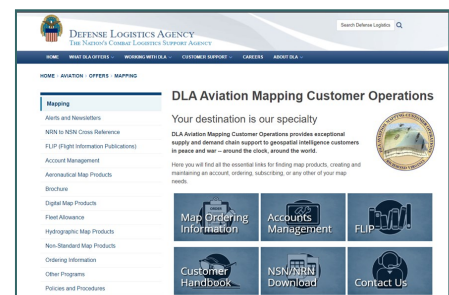 DEFENSE LOGISTICS AGENCY
THE NATION'S COMBAT LOGISTICS SUPPORT AGENCY
Search Defense Logistics
HOME WHAT DLA OFFERS WORKING WITH DLA CUSTOMER SUPPORT CAREERS ABOUT DLA
HOME › AVIATION › OFFERS › MAPPING
Mapping
Alerts and Newsletters
NRN to NSN Cross Reference
FLIP (Flight Information Publications)
Account Management
Aeronautical Map Products
Brochure
Digital Map Products
Fleet Allowance
Hydrographic Map Products
Non-Standard Map Products
Ordering Information
Other Programs
Policies and Procedures
DLA Aviation Mapping Customer Operations
Your destination is our specialty
DLA Aviation Mapping Customer Operations provides exceptional
supply and demand chain support to geospatial intelligence customers
in peace and war -- around the clock, around the world.
Here you will find all the essential links for finding map products, creating and
maintaining an account, ordering, subscribing, or any other of your map
needs.
ORDER
Map Ordering
Information
Accounts
Management
FLIP
Customer
Handbook
NSN/NRN
Download
Contact Us